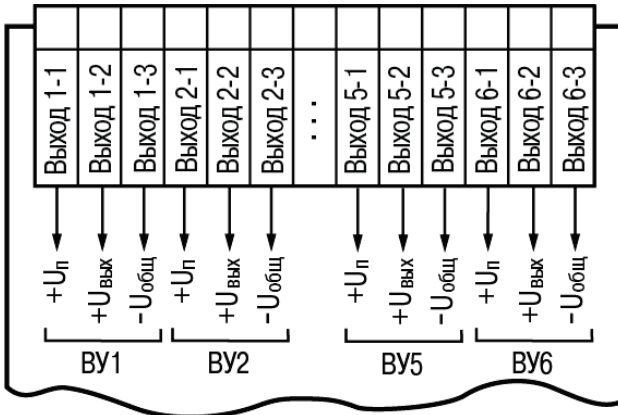 Выход 1-1
Выход 1-2
Выход 1-3
Выход 2-1
Выход 2-2
Выход 2-3
...
Выход 5-1
Выход 5-2
Выход 5-3
Выход 6-1
Выход 6-2
Выход 6-3
+Uп
+Uвых
-Uобщ
+Uп
+Uвых
-Uобщ
+Uп
+Uвых
-Uобщ
+Uп
+Uвых
-Uобщ
ВУ1
ВУ2
ВУ5
ВУ6